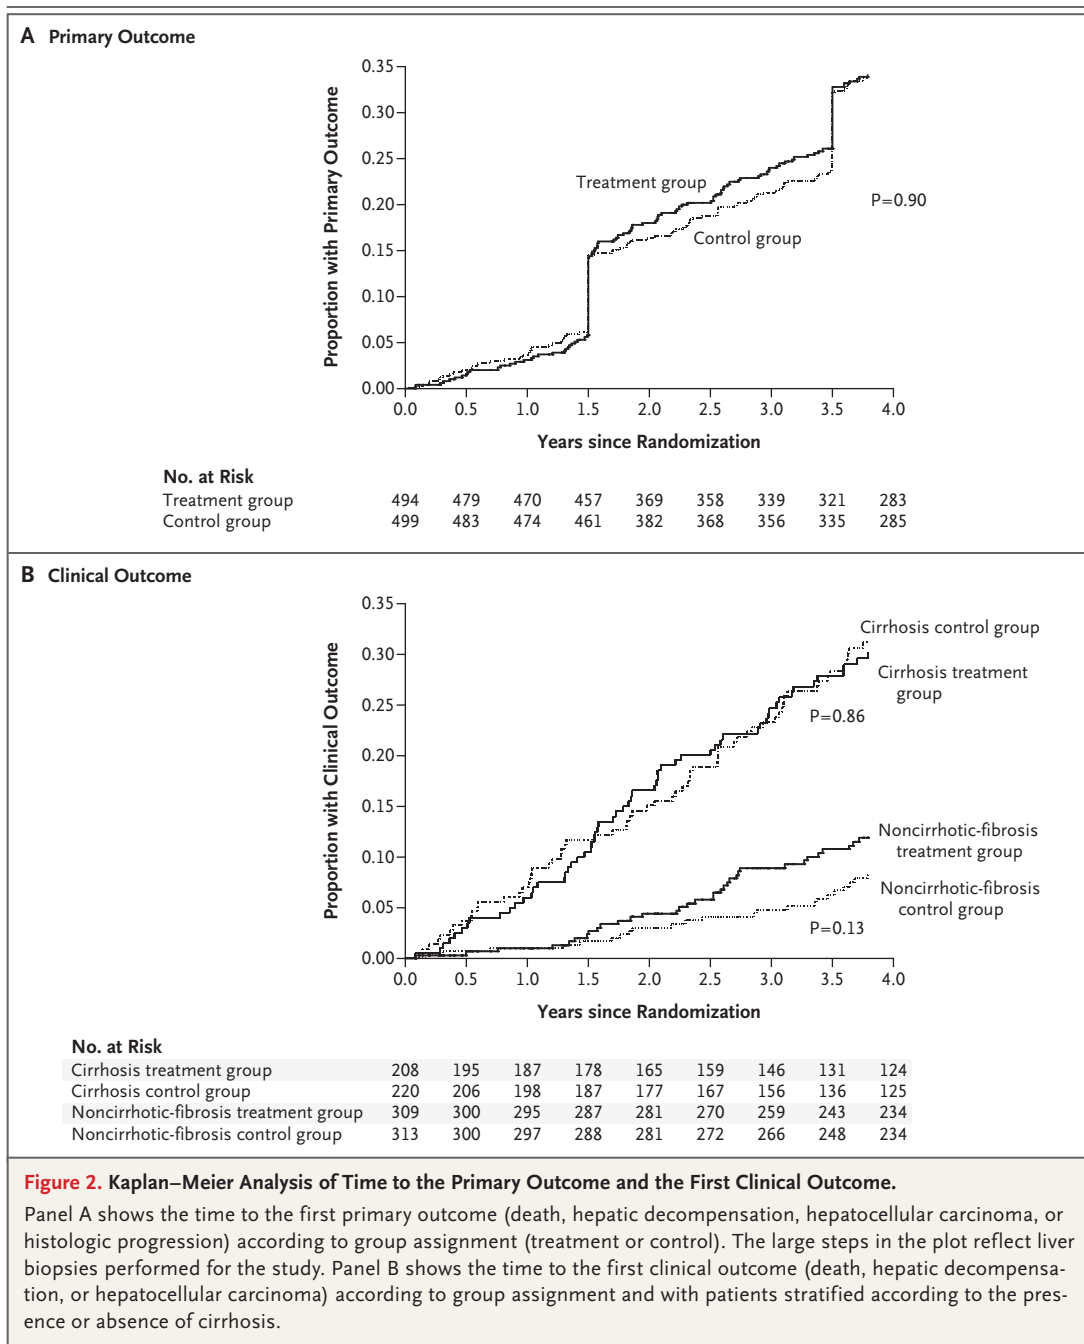 A Primary Outcome
0.35
0.30
0.25
0.20
0.15
0.10
0.05
0.00
Proportion with Primary Outcome
Treatment group
Control group
P=0.90
0.0 0.5 1.0 1.5 2.0 2.5 3.0 3.5 4.0
Years since Randomization
No. at Risk
Treatment group 494 479 470 457 369 358 339 321 283
Control group 499 483 474 461 382 368 356 335 285
B Clinical Outcome
0.35
0.30
0.25
0.20
0.15
0.10
0.05
0.00
Proportion with Clinical Outcome
Cirrhosis control group
Cirrhosis treatment
group
P=0.86
Noncirrhotic-fibrosis
treatment group
Noncirrhotic-fibrosis
control group
P=0.13
0.0 0.5 1.0 1.5 2.0 2.5 3.0 3.5 4.0
Years since Randomization
No. at Risk
Cirrhosis treatment group 208 195 187 178 165 159 146 131 124
Cirrhosis control group 220 206 198 187 177 167 156 136 125
Noncirrhotic-fibrosis treatment group 309 300 295 287 281 270 259 243 234
Noncirrhotic-fibrosis control group 313 300 297 288 281 272 266 248 234
Figure 2. Kaplan–Meier Analysis of Time to the Primary Outcome and the First Clinical Outcome.
Panel A shows the time to the first primary outcome (death, hepatic decompensation, hepatocellular carcinoma, or
histologic progression) according to group assignment (treatment or control). The large steps in the plot reflect liver
biopsies performed for the study. Panel B shows the time to the first clinical outcome (death, hepatic decompensa-
tion, or hepatocellular carcinoma) according to group assignment and with patients stratified according to the pres-
ence or absence of cirrhosis.